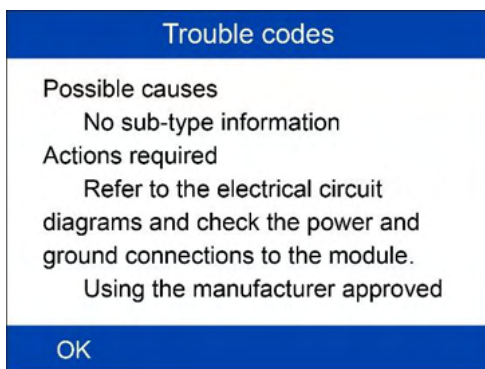 Trouble codes
Possible causes
No sub-type information
Actions required
Refer to the electrical circuit
diagrams and check the power and
ground connections to the module.
Using the manufacturer approved
OK